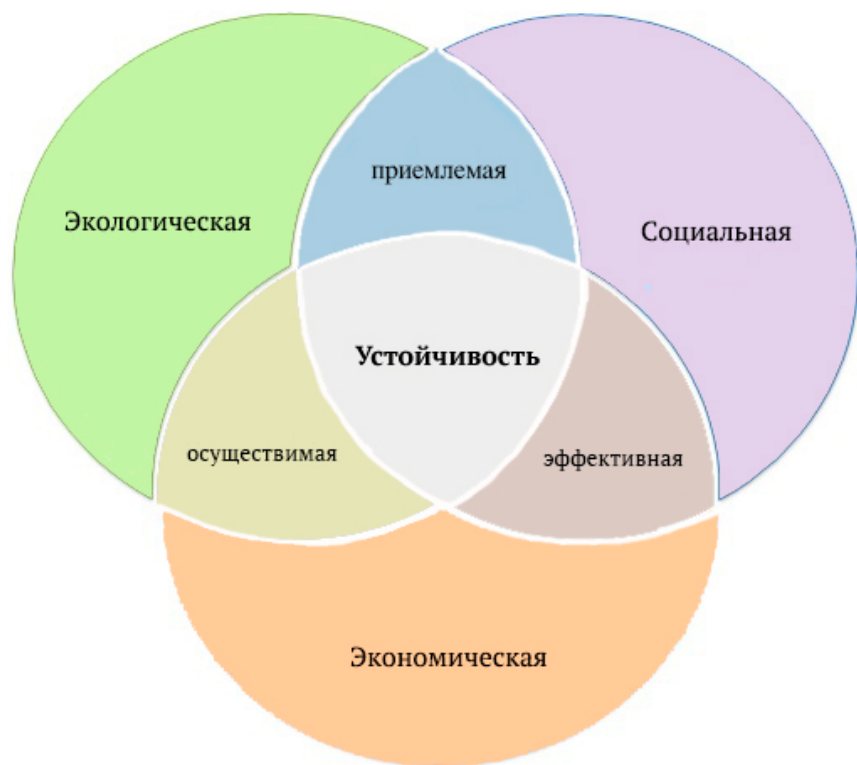 приемлемая
Экологическая
Социальная
Устойчивость
осуществимая
эффективная
Экономическая